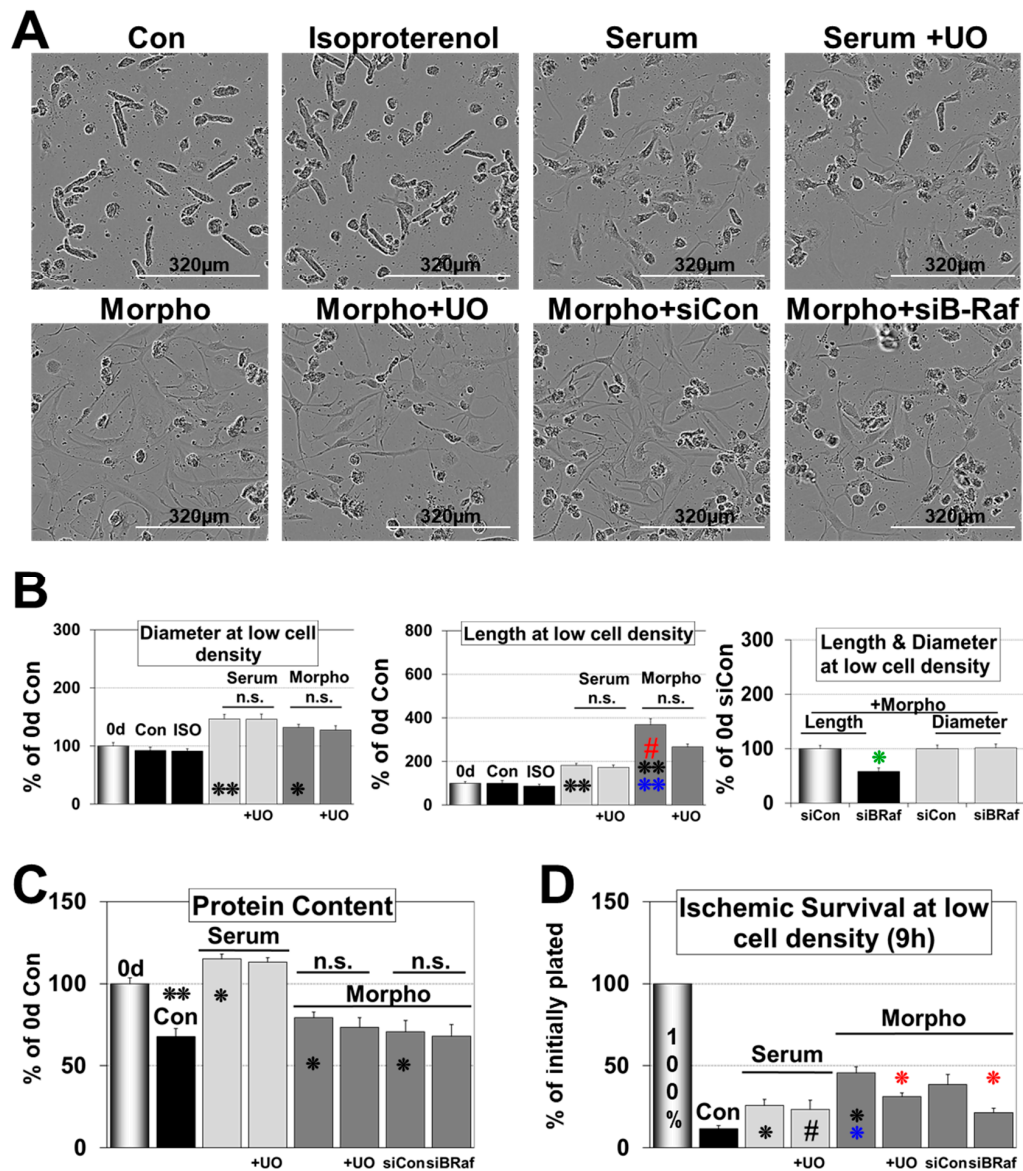 A
Con
Isoproterenol
Serum
Serum +UO
320µm
320µm
320µm
320µm
Morpho
Morpho+UO
Morpho+siCon
Morpho+siB-Raf
320µm
320µm
320µm
320µm
B
% of 0d Con
300
200
100
0
Diameter at low cell
density
0d
Con
ISO
Serum
n.s.
Morpho
n.s.
**
*
+UO
+UO
% of 0d Con
800
600
400
200
0
Length at low cell density
0d
Con
ISO
Serum
n.s.
Morpho
n.s.
**
#
**
**
+UO
+UO
% of 0d siCon
300
200
100
0
Length & Diameter
at low cell density
+Morpho
Length
Diameter
*
siCon
siBRaf
siCon
siBRaf
C
% of 0d Con
150
100
50
0
Protein Content
0d
**
Con
Serum
*
n.s.
n.s.
Morpho
*
*
+UO
+UO
siCon
siBRaf
D
% of initially plated
150
100
50
0
Ischemic Survival at low
cell density (9h)
100%
Con
Serum
*
#
Morpho
*
*
*
*
+UO
+UO
siCon
siBRaf